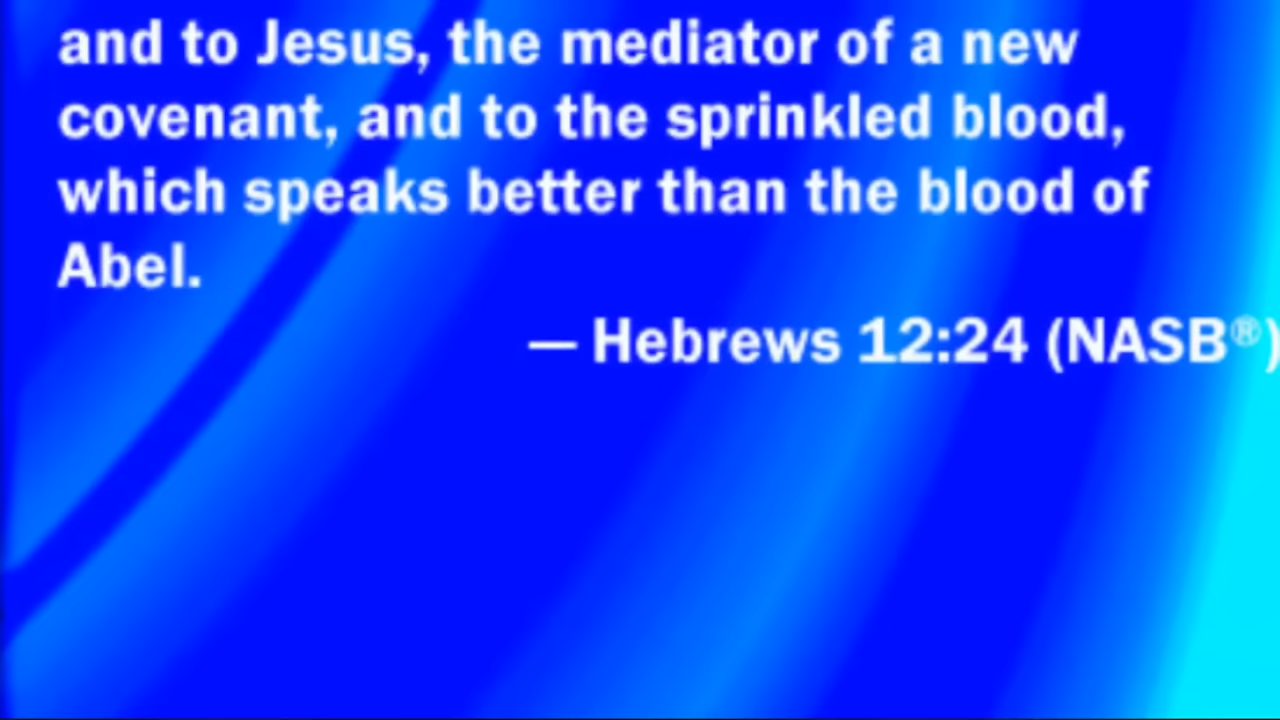 and to Jesus, the mediator of a new
covenant, and to the sprinkled blood,
which speaks better than the blood of
Abel.
— Hebrews 12:24 (NASB®)